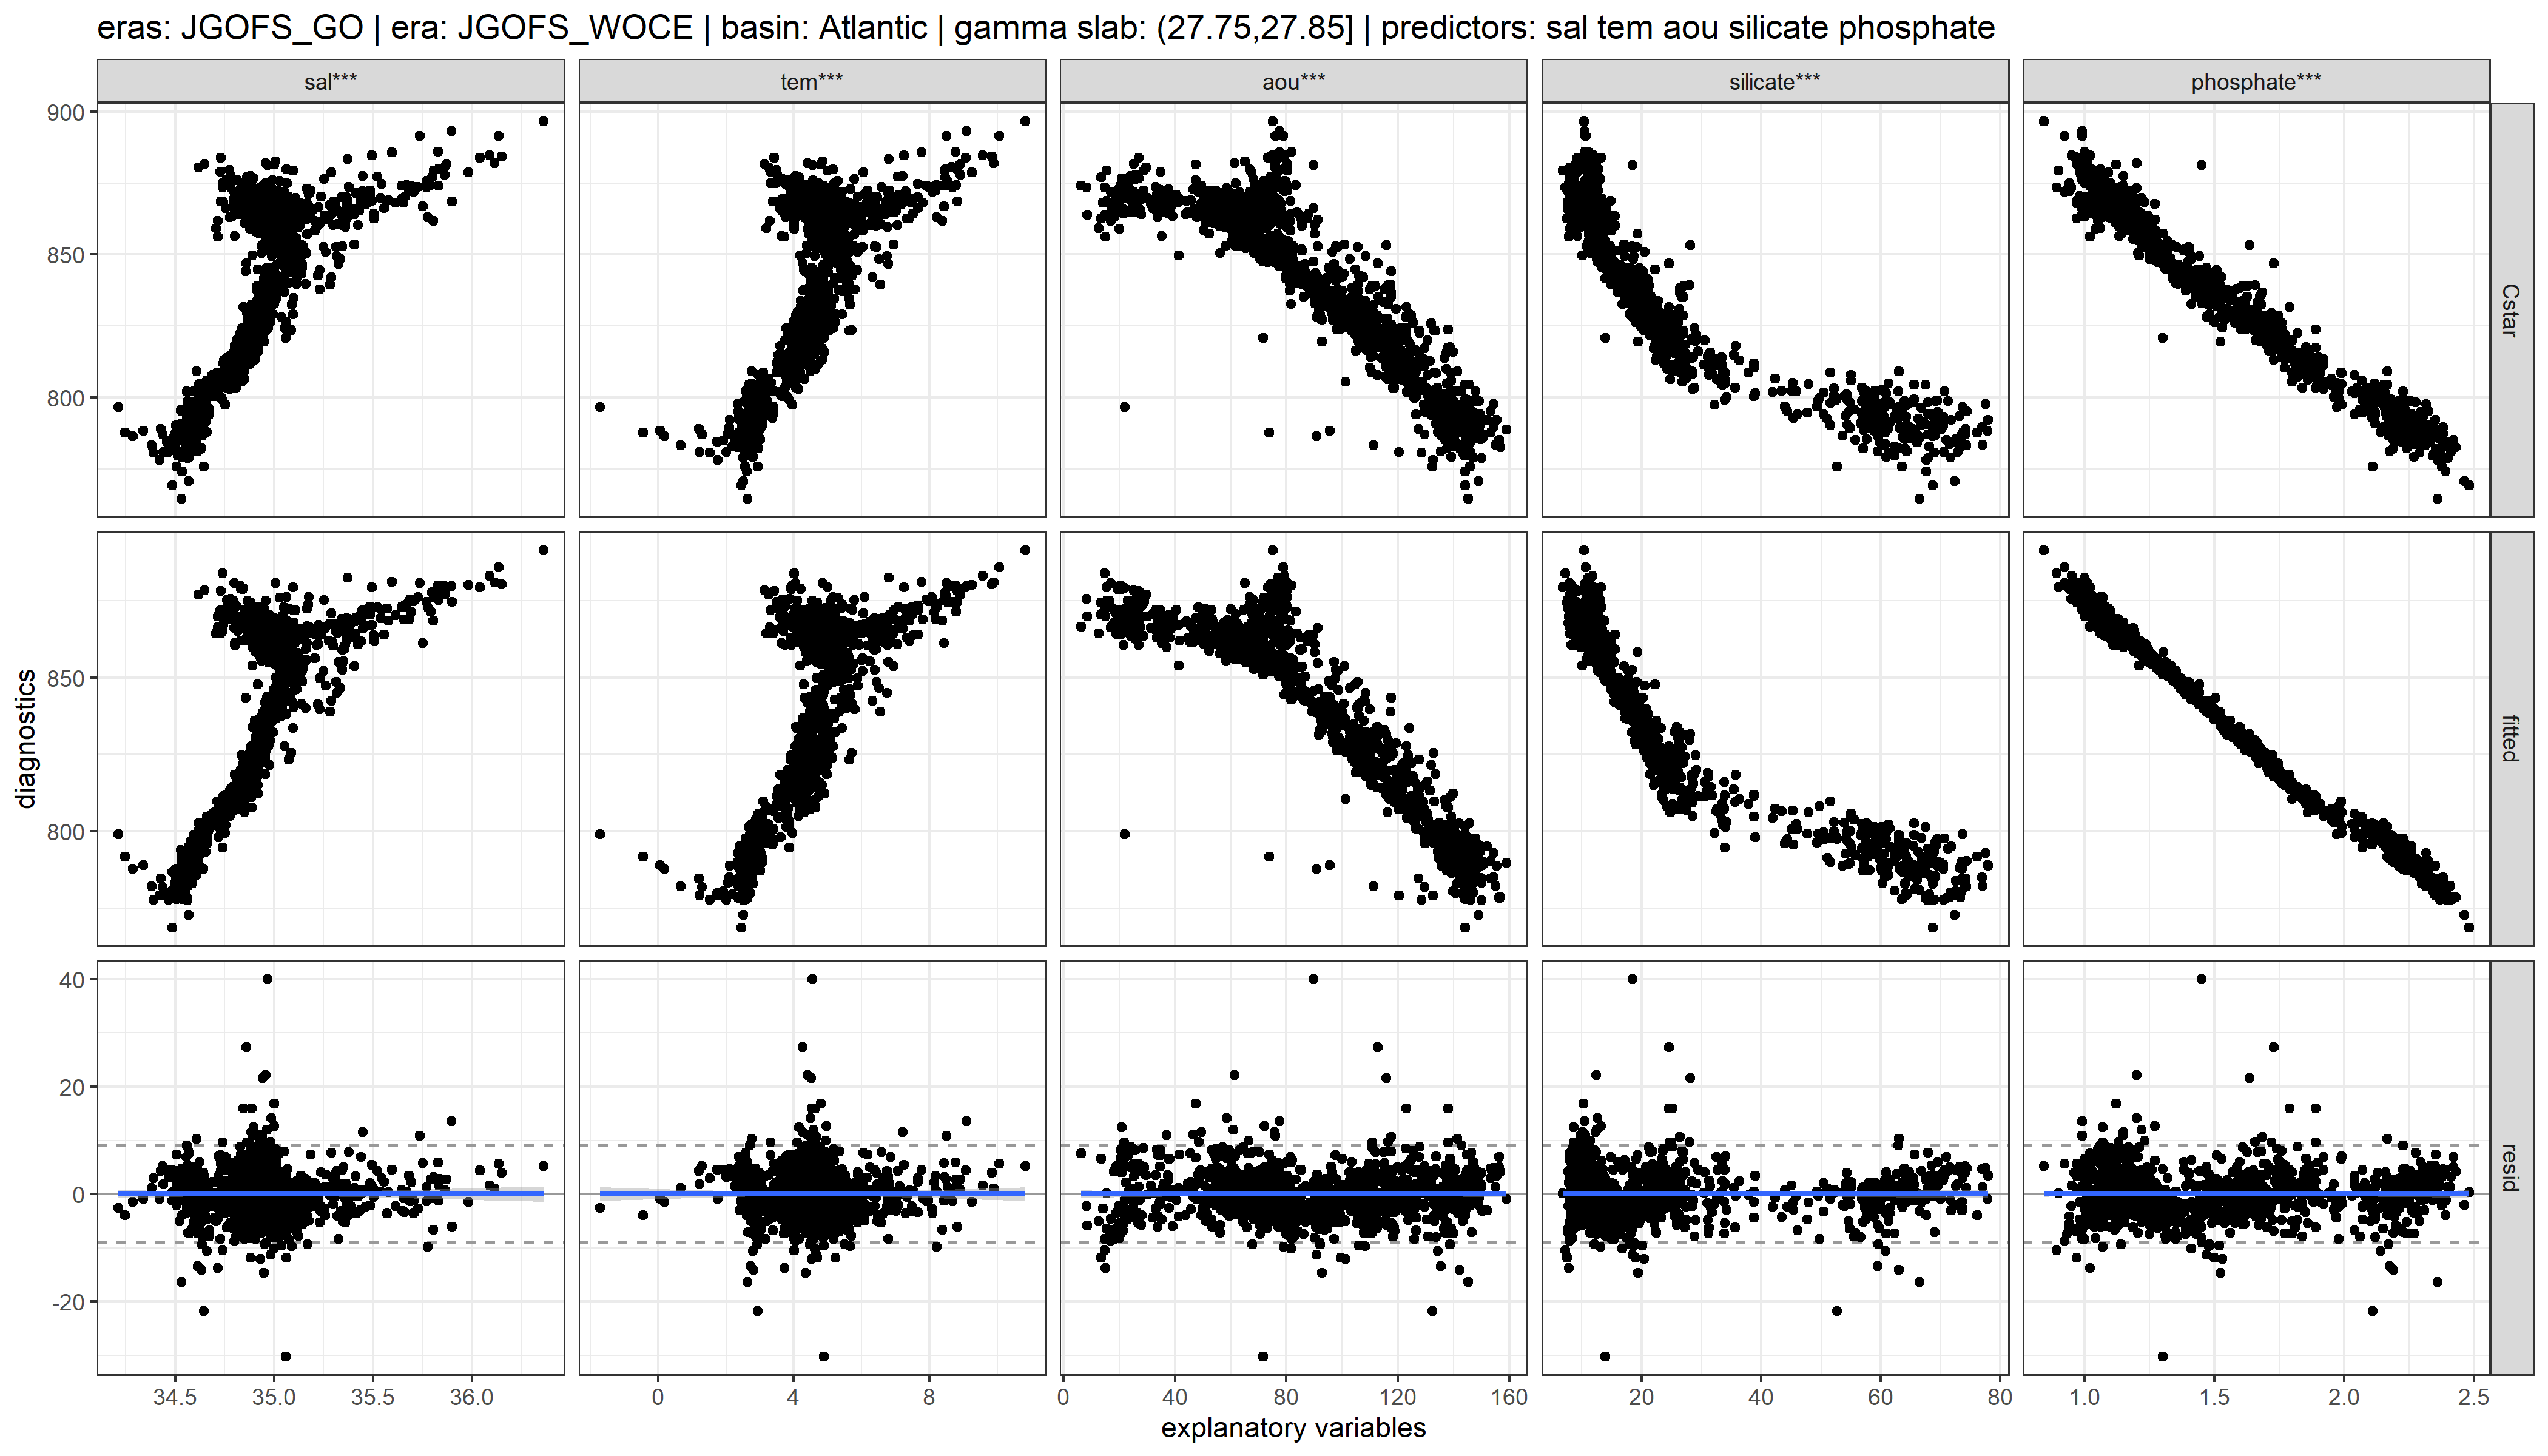 eras: JGOFS_GO | era: JGOFS_WOCE | basin: Atlantic | gamma slab: (27.75,27.85] | predictors: sal tem aou silicate phosphate
sal*** tem*** aou*** silicate*** phosphate***
900
850
800
Cstar
850
800
fitted
diagnostics
40
20
0
-20
resid
34.5 35.0 35.5 36.0 0 4 8 0 40 80 120 160 20 40 60 80 1.0 1.5 2.0 2.5
explanatory variables